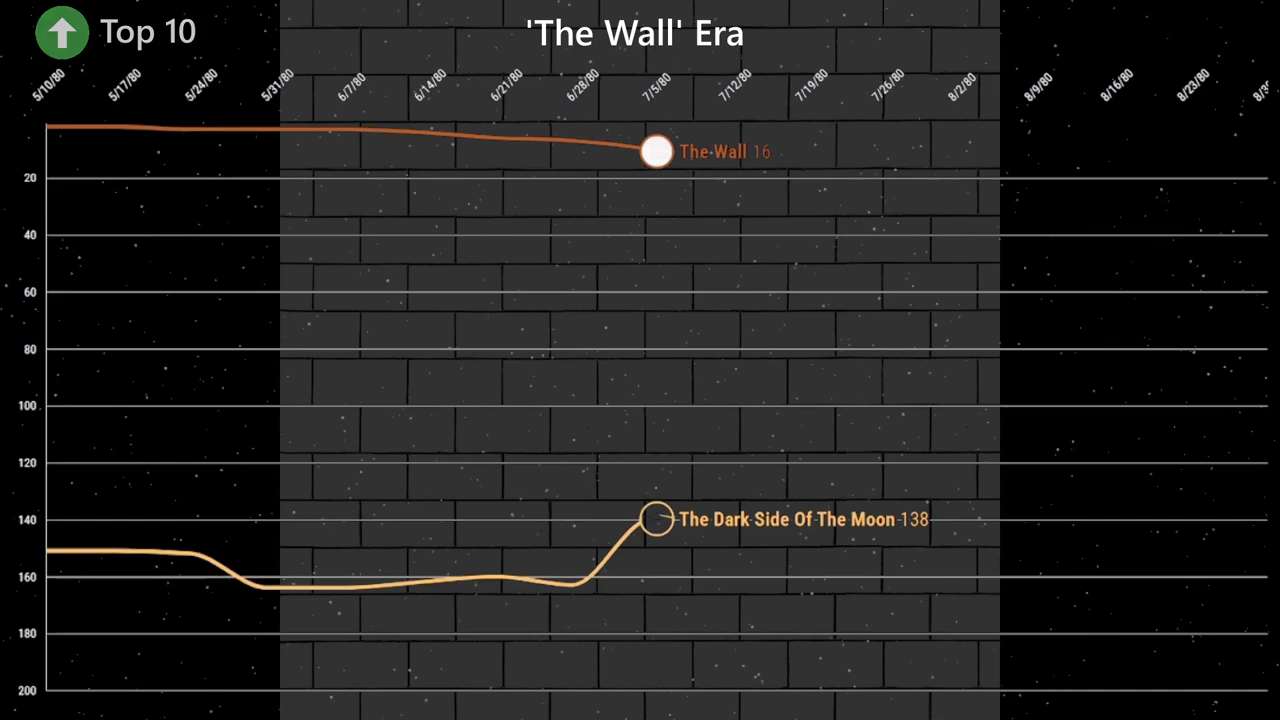 Top 10
'The Wall' Era
5/10/80 5/17/80 5/24/80 5/31/80 6/7/80 6/14/80 6/21/80 6/28/80 7/5/80 7/12/80 7/19/80 7/26/80 8/2/80 8/9/80 8/16/80 8/23/80
The Wall 16
20
40
60
80
100
120
The Dark Side Of The Moon 138
140
160
180
200